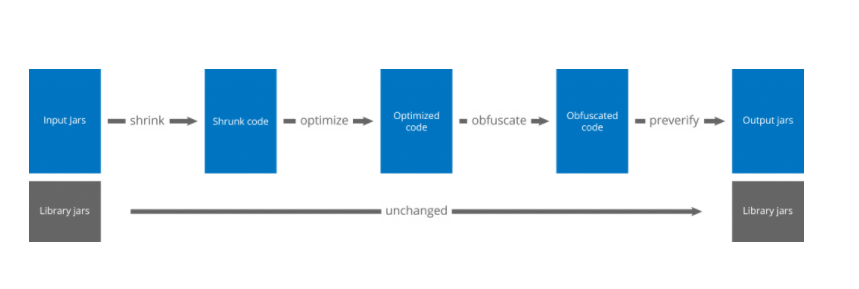 Input Jars
shrink
Shrunk code
optimize
Optimized
code
obfuscate
Obfuscated
code
preverify
Output jars
Library jars
unchanged
Library jars